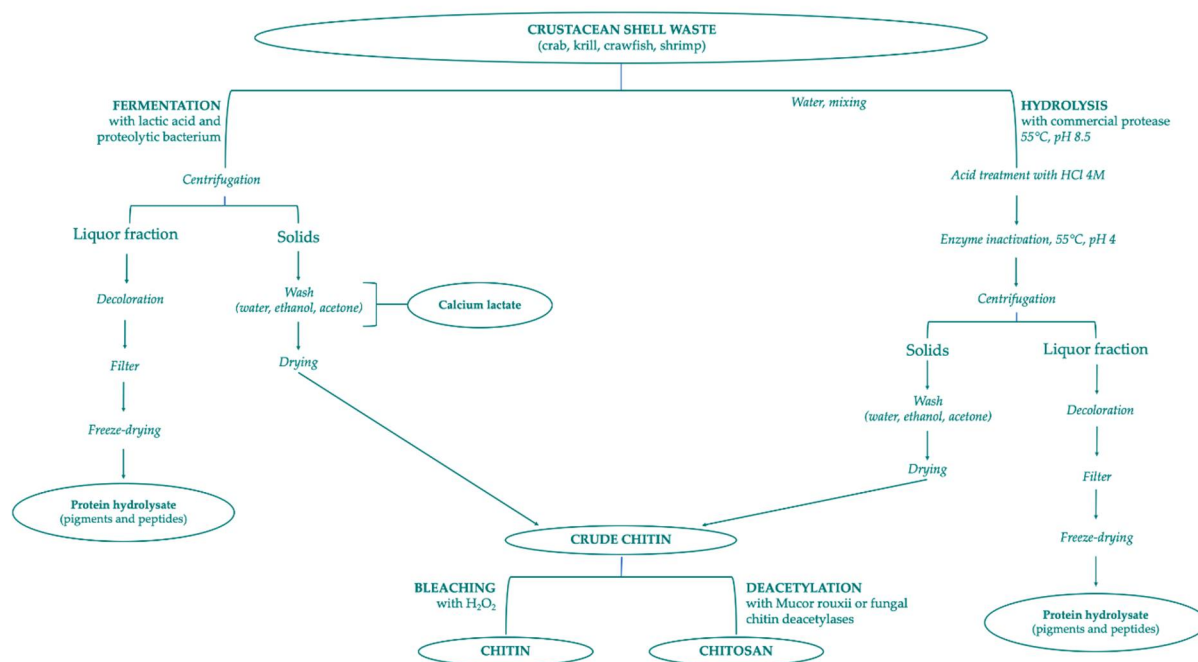 CRUSTACEAN SHELL WASTE
(crab, krill, crawfish, shrimp)
FERMENTATION
with lactic acid and
proteolytic bacterium
Water, mixing
HYDROLYSIS
with commercial protease
55°C, pH 8.5
Centrifugation
Liquor fraction
Solids
Decoloration
Filter
Freeze-drying
Protein hydrolysate
(pigments and peptides)
Wash
(water, ethanol, acetone)
Calcium lactate
Drying
Acid treatment with HCl 4M
Enzyme inactivation, 55°C, pH 4
Centrifugation
Solids
Liquor fraction
Wash
(water, ethanol, acetone)
Drying
Decoloration
Filter
Freeze-drying
Protein hydrolysate
(pigments and peptides)
CRUDE CHITIN
BLEACHING
with H₂O₂
DEACETYLATION
with Mucor rouxii or fungal
chitin deacetylases
CHITIN
CHITOSAN